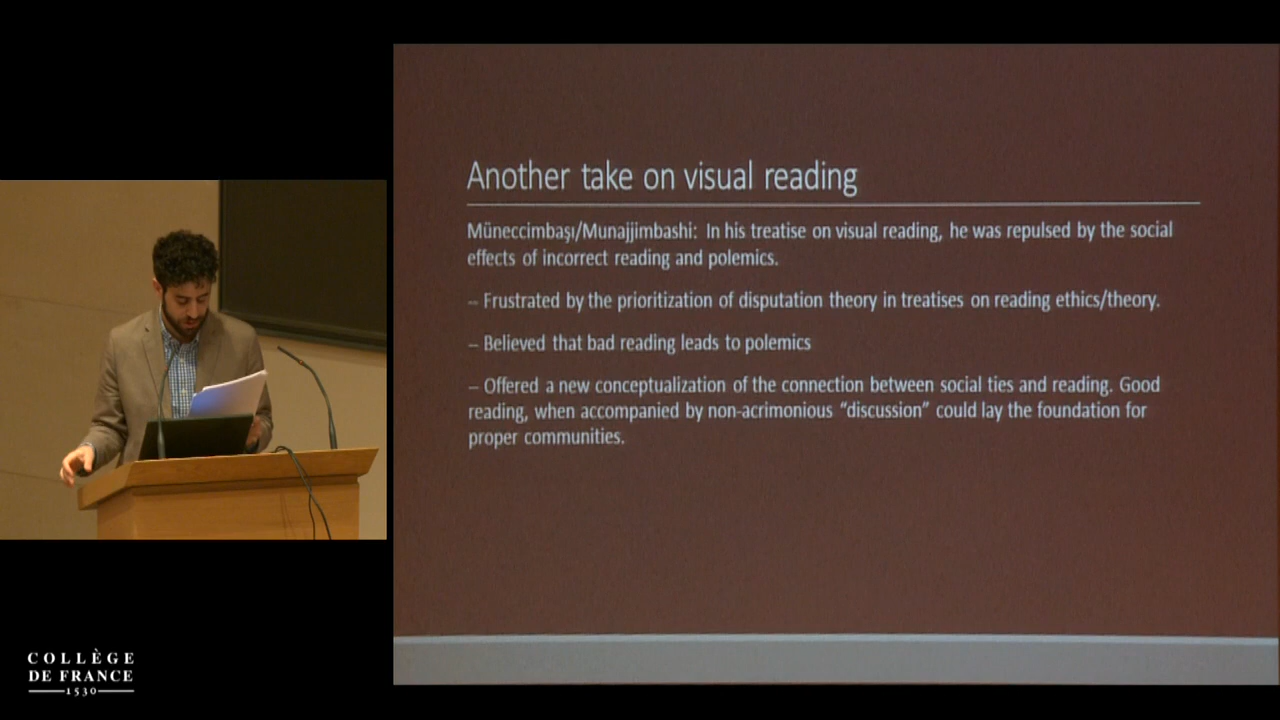 Another take on visual reading
Müneccimbaşı/Munajjimbashi: In his treatise on visual reading, he was repulsed by the social
effects of incorrect reading and polemics.
– Frustrated by the prioritization of disputation theory in treatises on reading ethics/theory.
– Believed that bad reading leads to polemics
– Offered a new conceptualization of the connection between social ties and reading. Good
reading, when accompanied by non-acrimonious “discussion” could lay the foundation for
proper communities.
COLLÈGE
DE FRANCE
1530